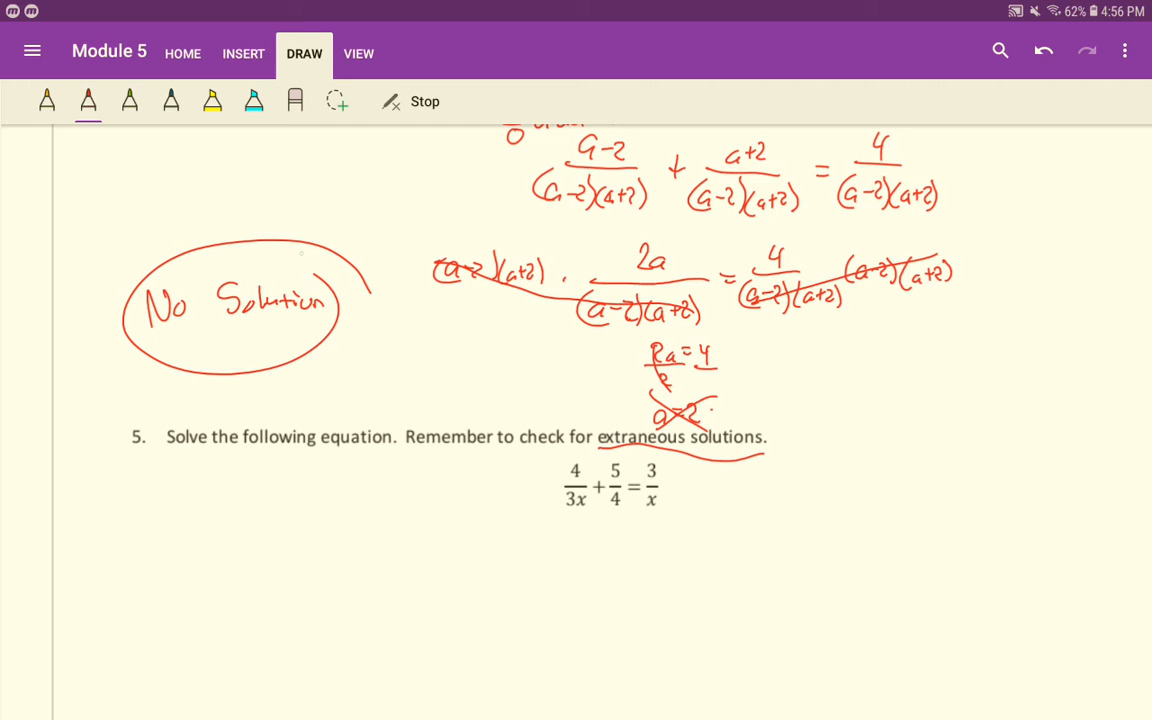 62% 4:56 PM
Module 5 HOME INSERT DRAW VIEW
Stop
0
a-2/(a-2)(a+2) + a+2/(a-2)(a+2) = 4/(a-2)(a+2)
(a-2)(a+2) · 2a/(a-2)(a+2) = 4/(a-2)(a+2) (a-2)(a+2)
No Solution
2a = 4
2
a=2
5. Solve the following equation. Remember to check for extraneous solutions.
4/3x + 5/4 = 3/x